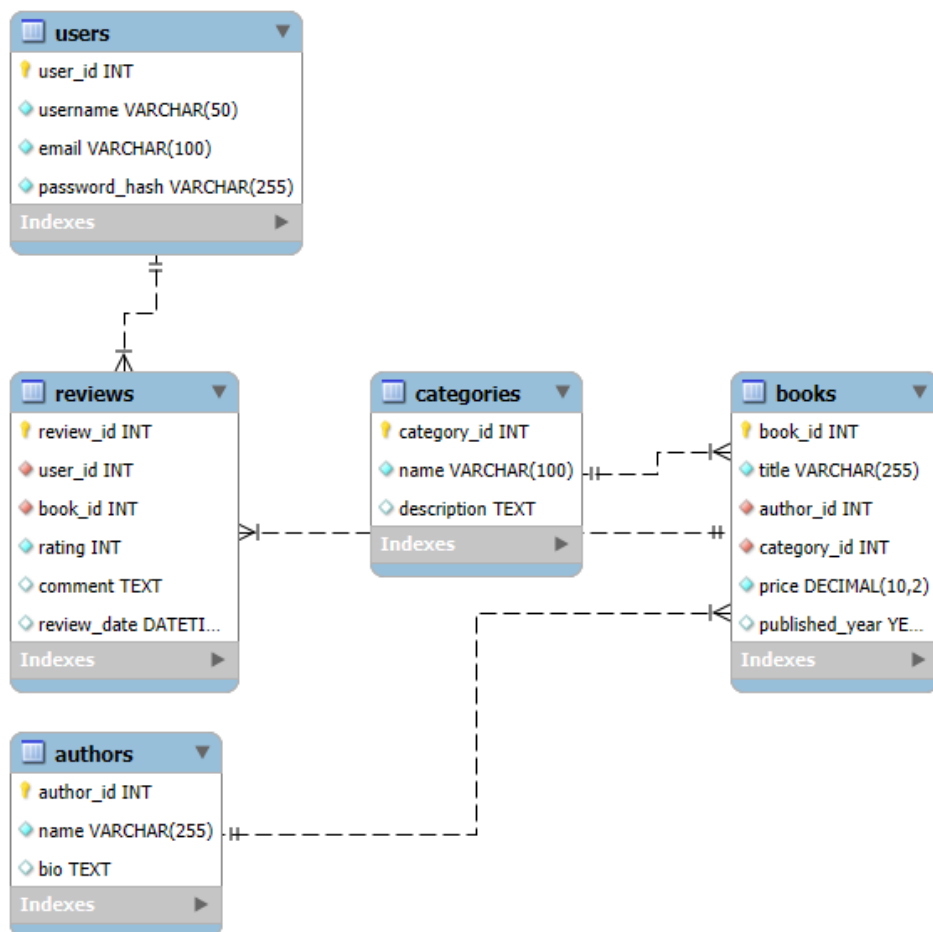 users
user_id INT
username VARCHAR(50)
email VARCHAR(100)
password_hash VARCHAR(255)
Indexes
reviews
review_id INT
user_id INT
book_id INT
rating INT
comment TEXT
review_date DATETI...
Indexes
categories
category_id INT
name VARCHAR(100)
description TEXT
Indexes
books
book_id INT
title VARCHAR(255)
author_id INT
category_id INT
price DECIMAL(10,2)
published_year YE...
Indexes
authors
author_id INT
name VARCHAR(255)
bio TEXT
Indexes